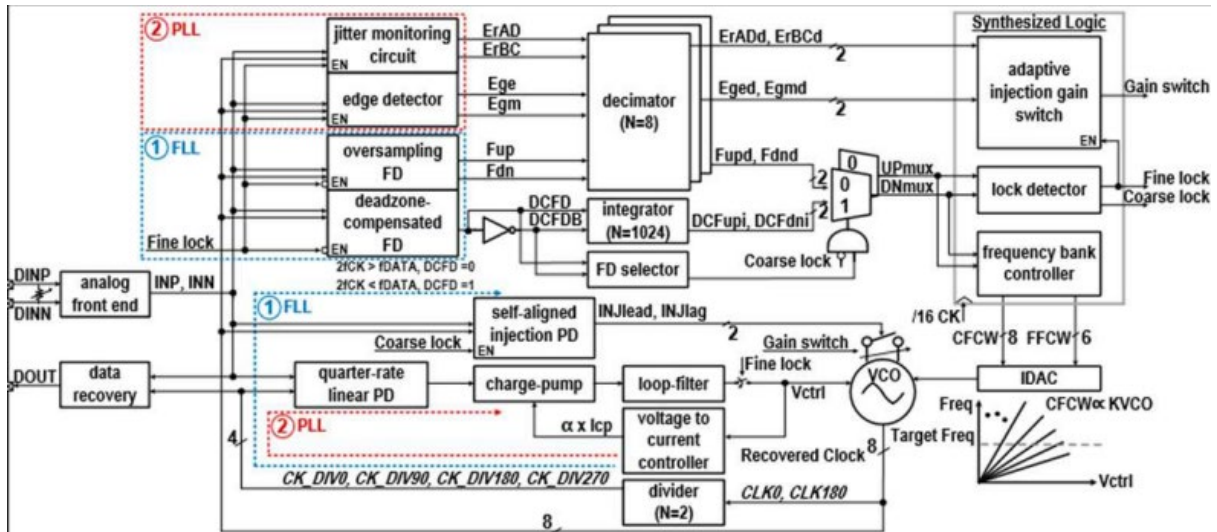 ② PLL
jitter monitoring
circuit
EN
ErAD
ErBC
edge detector
EN
Ege
Egm
decimator
(N=8)
ErADd, ErBCd
2
Eged, Egmd
2
Synthesized Logic
adaptive
injection gain
switch
EN
Gain switch
① FLL
oversampling
FD
EN
Fup
Fdn
Fupd, Fdnd
2
deadzone-
compensated
FD
EN
Fine lock
DCFD
DCFDB
integrator
(N=1024)
DCFupi, DCFdni
2
0
0
1
UPmux
DNmux
lock detector
Fine lock
Coarse lock
FD selector
Coarse lock
frequency bank
controller
2fCK > fDATA, DCFD =0
2fCK < fDATA, DCFD =1
DINP
DINN
analog
front end
INP, INN
① FLL
self-aligned
injection PD
EN
Coarse lock
INJlead, INJlag
2
Gain switch
/16 CK
CFCW
8
FFCW
6
DOUT
data
recovery
quarter-rate
linear PD
charge-pump
loop-filter
Fine lock
Vctrl
VCO
IDAC
② PLL
α x Icp
voltage to
current
controller
Recovered Clock
8
Freq
CFCW∝ KVCO
Target Freq
Vctrl
4
CK_DIV0, CK_DIV90, CK_DIV180, CK_DIV270
divider
(N=2)
CLK0, CLK180
8